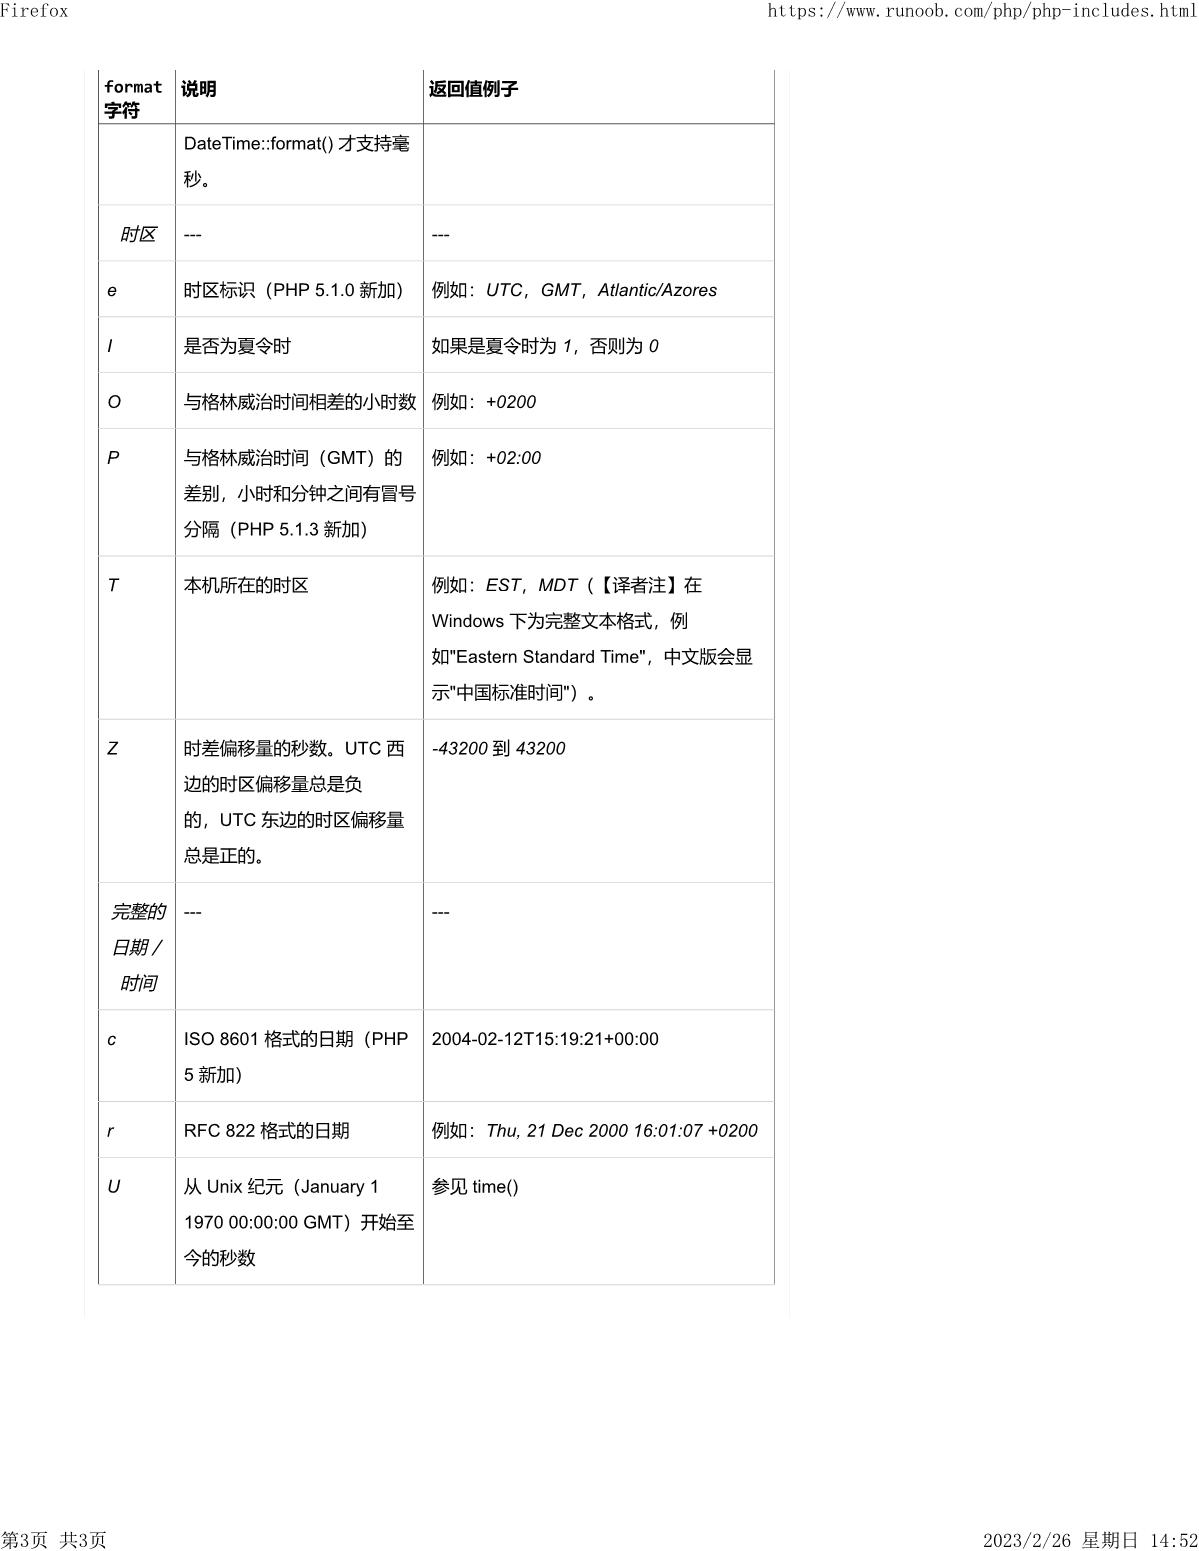 Firefox
https://www.runoob.com/php/php-includes.html
format
字符
说明
返回值例子
DateTime::format() 才支持毫
秒。
时区
---
---
e
时区标识（PHP 5.1.0 新加）
例如：UTC，GMT，Atlantic/Azores
I
是否为夏令时
如果是夏令时为 1，否则为 0
O
与格林威治时间相差的小时数
例如：+0200
P
与格林威治时间（GMT）的
差别，小时和分钟之间有冒号
分隔（PHP 5.1.3 新加）
例如：+02:00
T
本机所在的时区
例如：EST，MDT（【译者注】在
Windows 下为完整文本格式，例
如"Eastern Standard Time"，中文版会显
示"中国标准时间"）。
Z
时差偏移量的秒数。UTC 西
边的时区偏移量总是负
的，UTC 东边的时区偏移量
总是正的。
-43200 到 43200
完整的
日期／
时间
---
---
c
ISO 8601 格式的日期（PHP
5 新加）
2004-02-12T15:19:21+00:00
r
RFC 822 格式的日期
例如：Thu, 21 Dec 2000 16:01:07 +0200
U
从 Unix 纪元（January 1
1970 00:00:00 GMT）开始至
今的秒数
参见 time()
第3页 共3页
2023/2/26 星期日 14:52